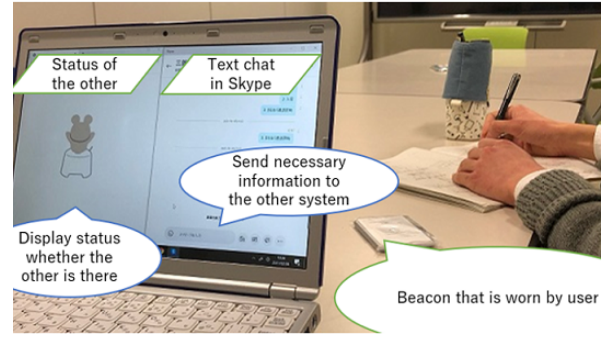 Status of
the other
Text chat
in Skype
Send necessary
information to
the other system
Display status
whether the
other is there
Beacon that is worn by user